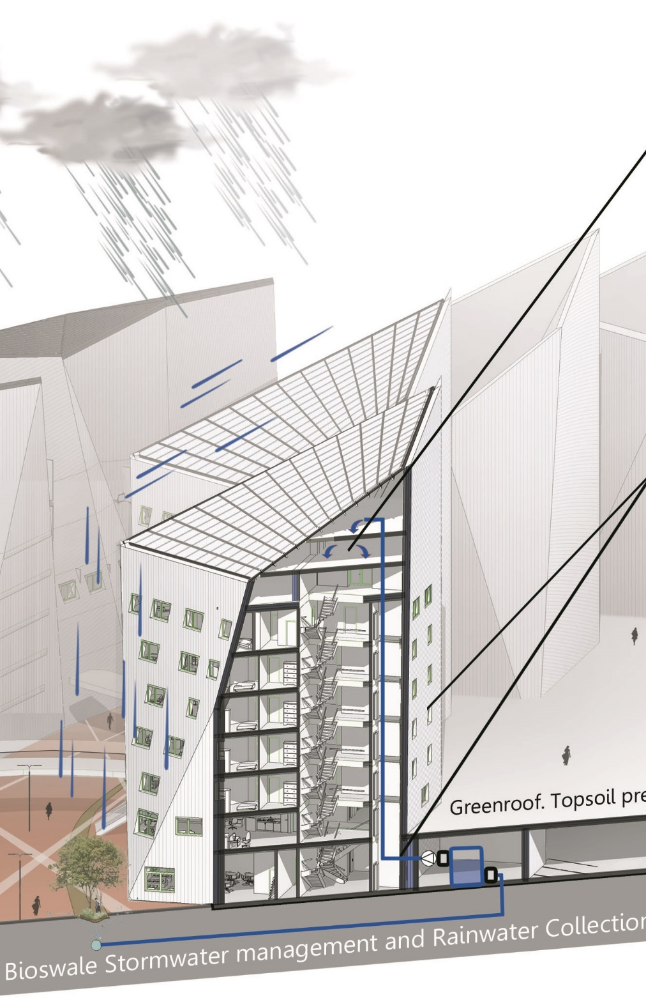 Greenroof. Topsoil pre
Bioswale Stormwater management and Rainwater Collection